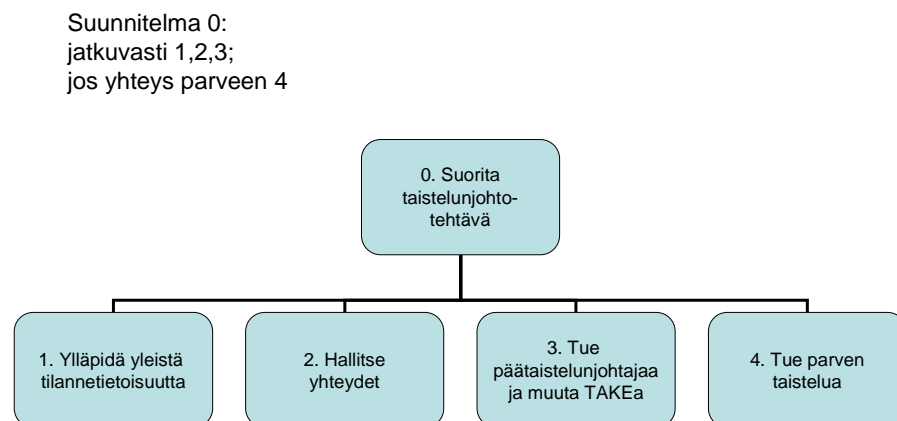 Suunnitelma 0:
jatkuvasti 1,2,3;
jos yhteys parveen 4
0. Suorita
taistelunjohto-
tehtävä
1. Ylläpidä yleistä
tilannetietoisuutta
2. Hallitse
yhteydet
3. Tue
päätaistelunjohtajaa
ja muuta TAKEa
4. Tue parven
taistelua